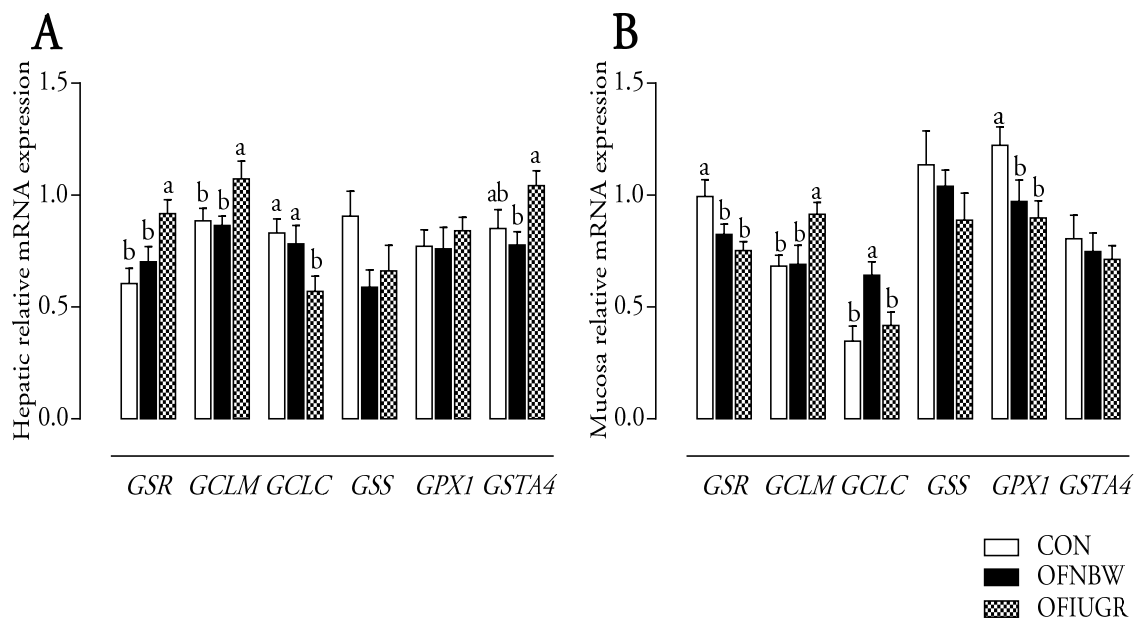 A
B
Hepatic relative mRNA expression
1.5
1.0
0.5
0.0
b b a
b b a
a a b
ab b a
GSR GCLM GCLC GSS GPX1 GSTA4
Mucosa relative mRNA expression
1.5
1.0
0.5
0.0
a b b
b b a
b a b
a b b
GSR GCLM GCLC GSS GPX1 GSTA4
CON
OFNBW
OFIUGR